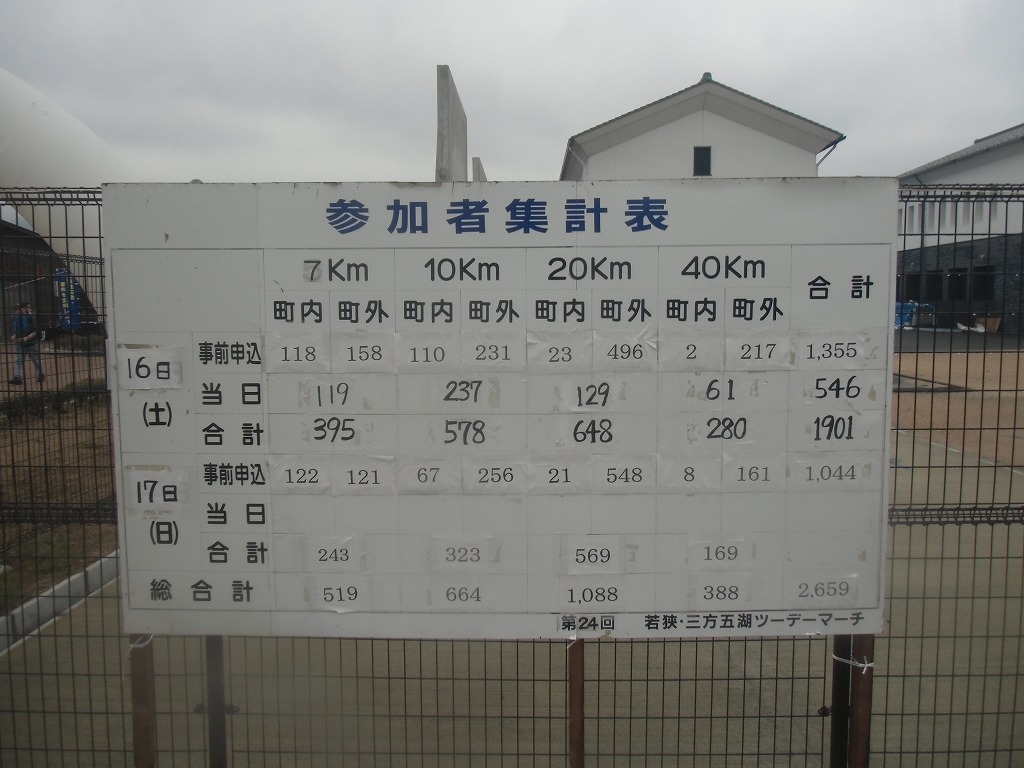 参加者集計表
7Km 10Km 20Km 40Km 合計
町内 町外 町内 町外 町内 町外 町内 町外
16日(土) 事前申込 118 158 110 231 23 496 2 217 1,355
当日 119 237 129 61 546
合計 395 578 648 280 1901
17日(日) 事前申込 122 121 67 256 21 548 8 161 1,044
当日
合計 243 323 569 169
総合計 519 664 1,088 388 2,659
第24回 若狭・三方五湖ツーデーマーチ